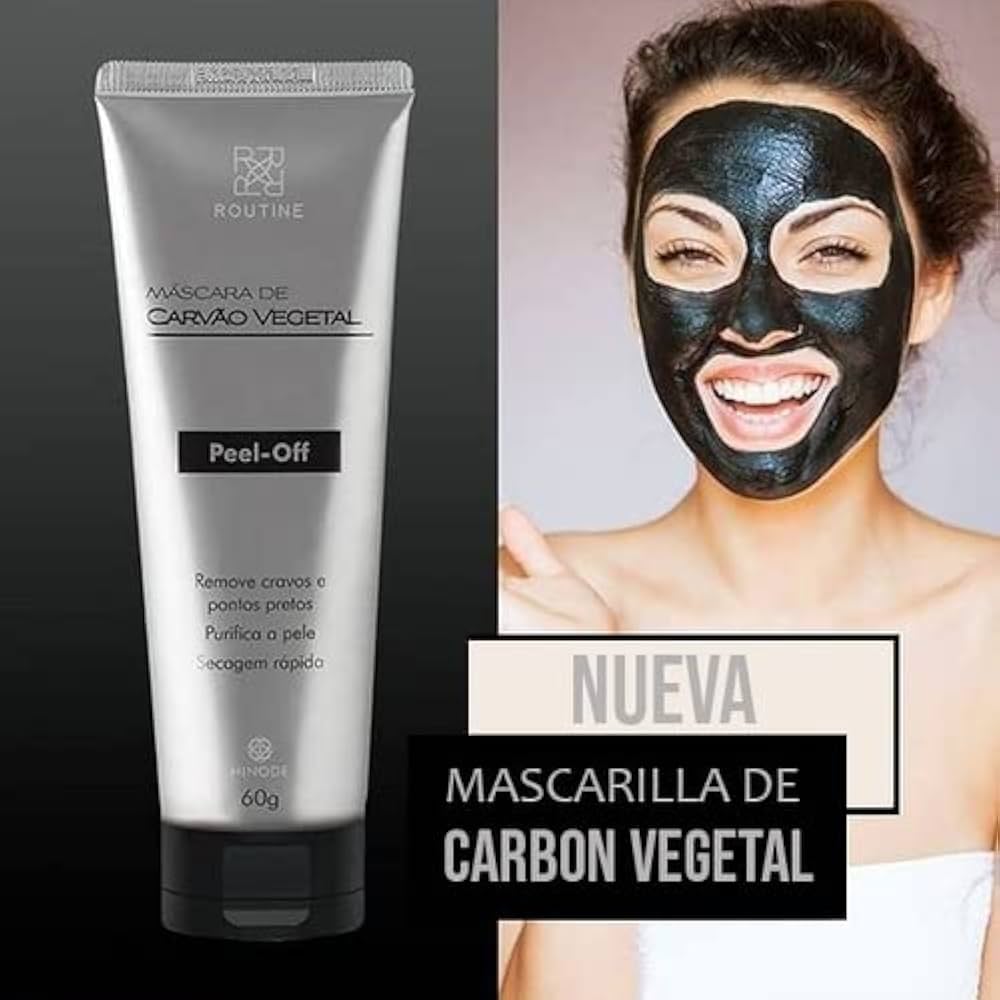 ROUTINE
MÁSCARA DE
CARVÃO VEGETAL
Peel-Off
Remove cravos e
pontos pretos
Purifica a pele
Secagem rápida
HINODE
60g
NUEVA
MASCARILLA DE
CARBON VEGETAL